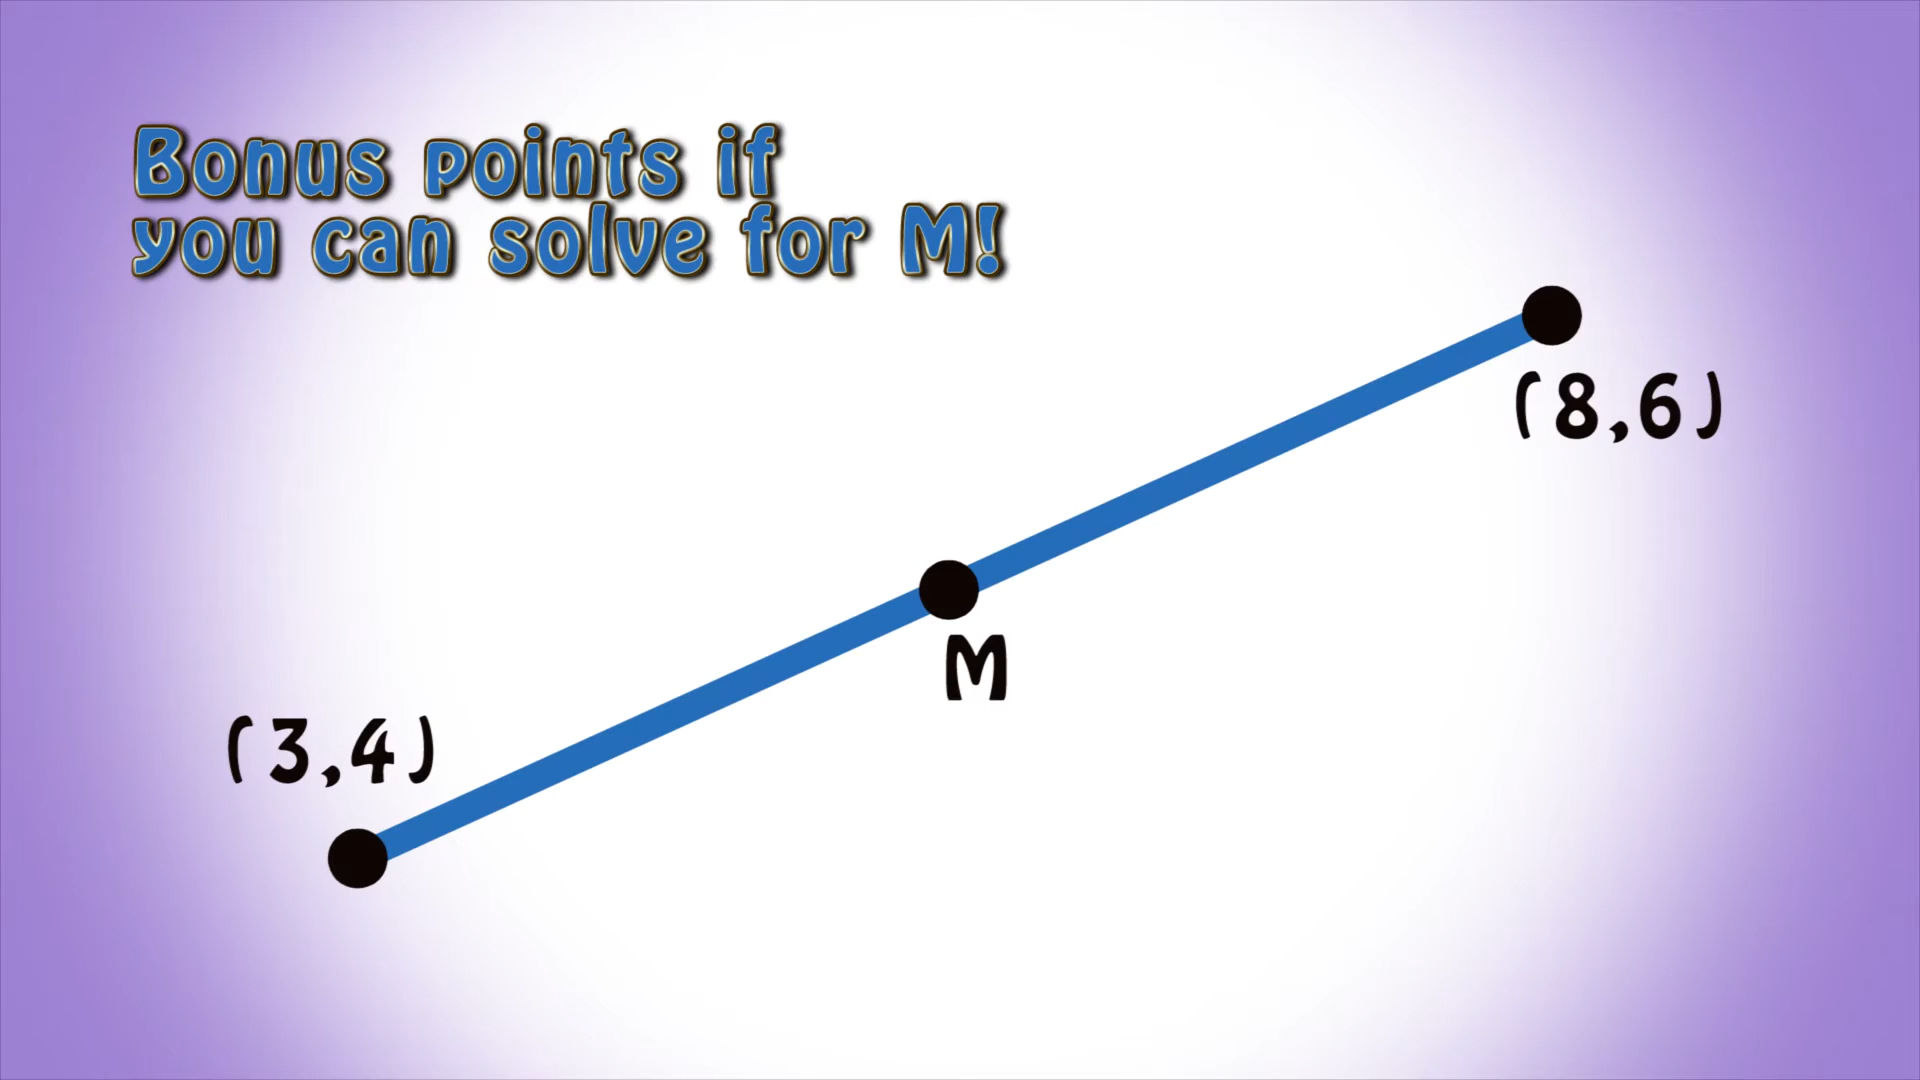 Bonus points if
you can solve for M!
(8,6)
M
(3,4)